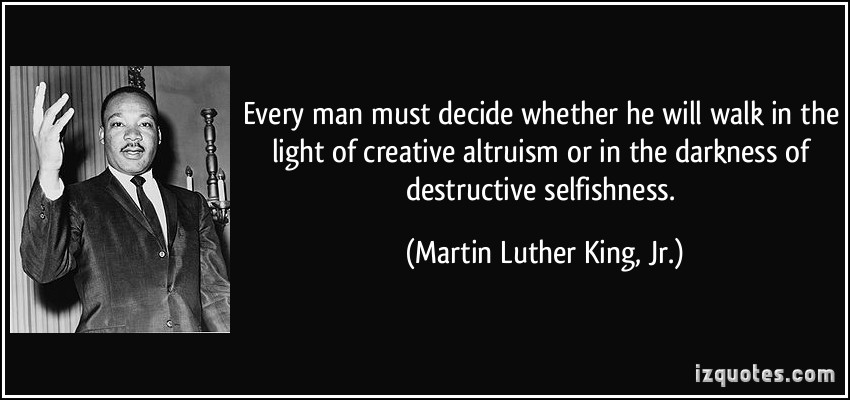 Every man must decide whether he will walk in the
light of creative altruism or in the darkness of
destructive selfishness.
(Martin Luther King, Jr.)
izquotes.com